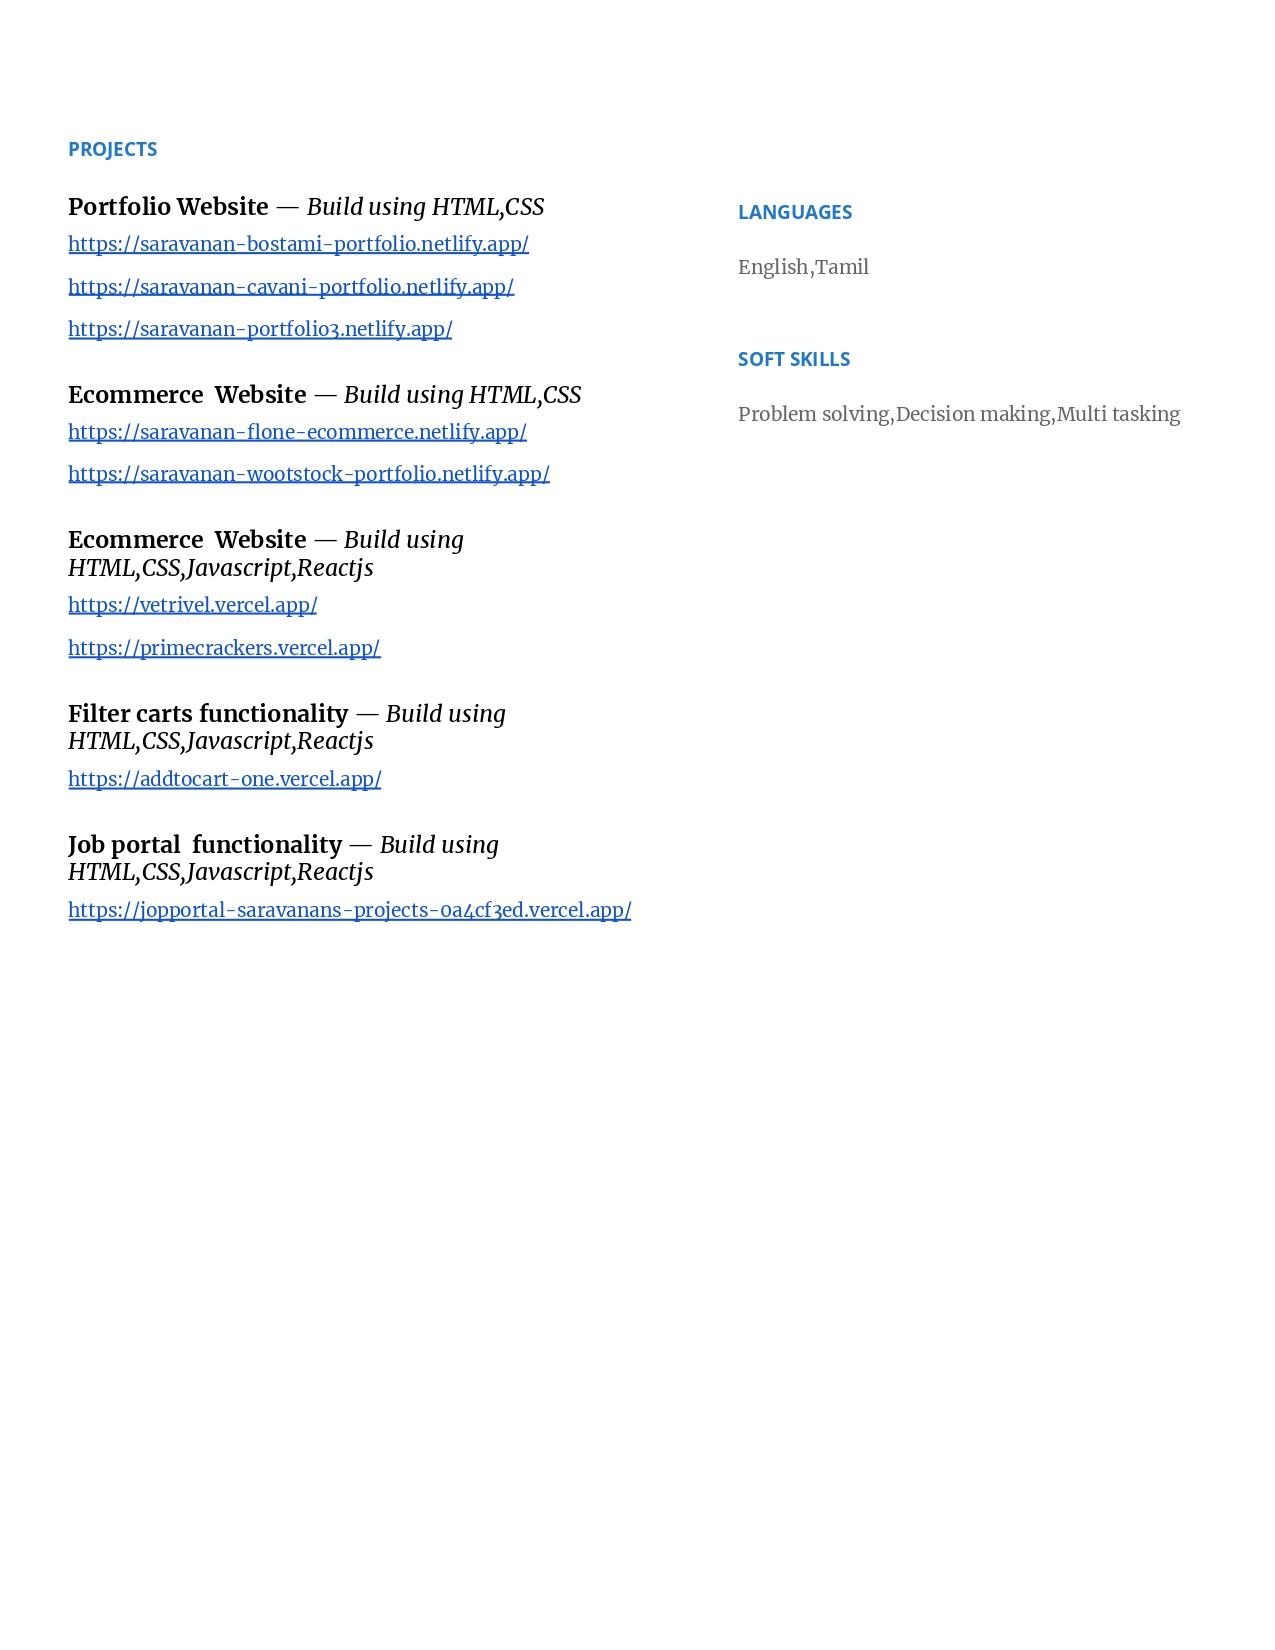 PROJECTS
Portfolio Website — Build using HTML,CSS
https://saravanan-bostami-portfolio.netlify.app/
https://saravanan-cavani-portfolio.netlify.app/
https://saravanan-portfolio3.netlify.app/
Ecommerce  Website — Build using HTML,CSS
https://saravanan-flone-ecommerce.netlify.app/
https://saravanan-wootstock-portfolio.netlify.app/
Ecommerce  Website — Build using
HTML,CSS,Javascript,Reactjs
https://vetrivel.vercel.app/
https://primecrackers.vercel.app/
Filter carts functionality — Build using
HTML,CSS,Javascript,Reactjs
https://addtocart-one.vercel.app/
Job portal  functionality — Build using
HTML,CSS,Javascript,Reactjs
https://jopportal-saravanans-projects-0a4cf3ed.vercel.app/
LANGUAGES
English,Tamil
SOFT SKILLS
Problem solving,Decision making,Multi tasking